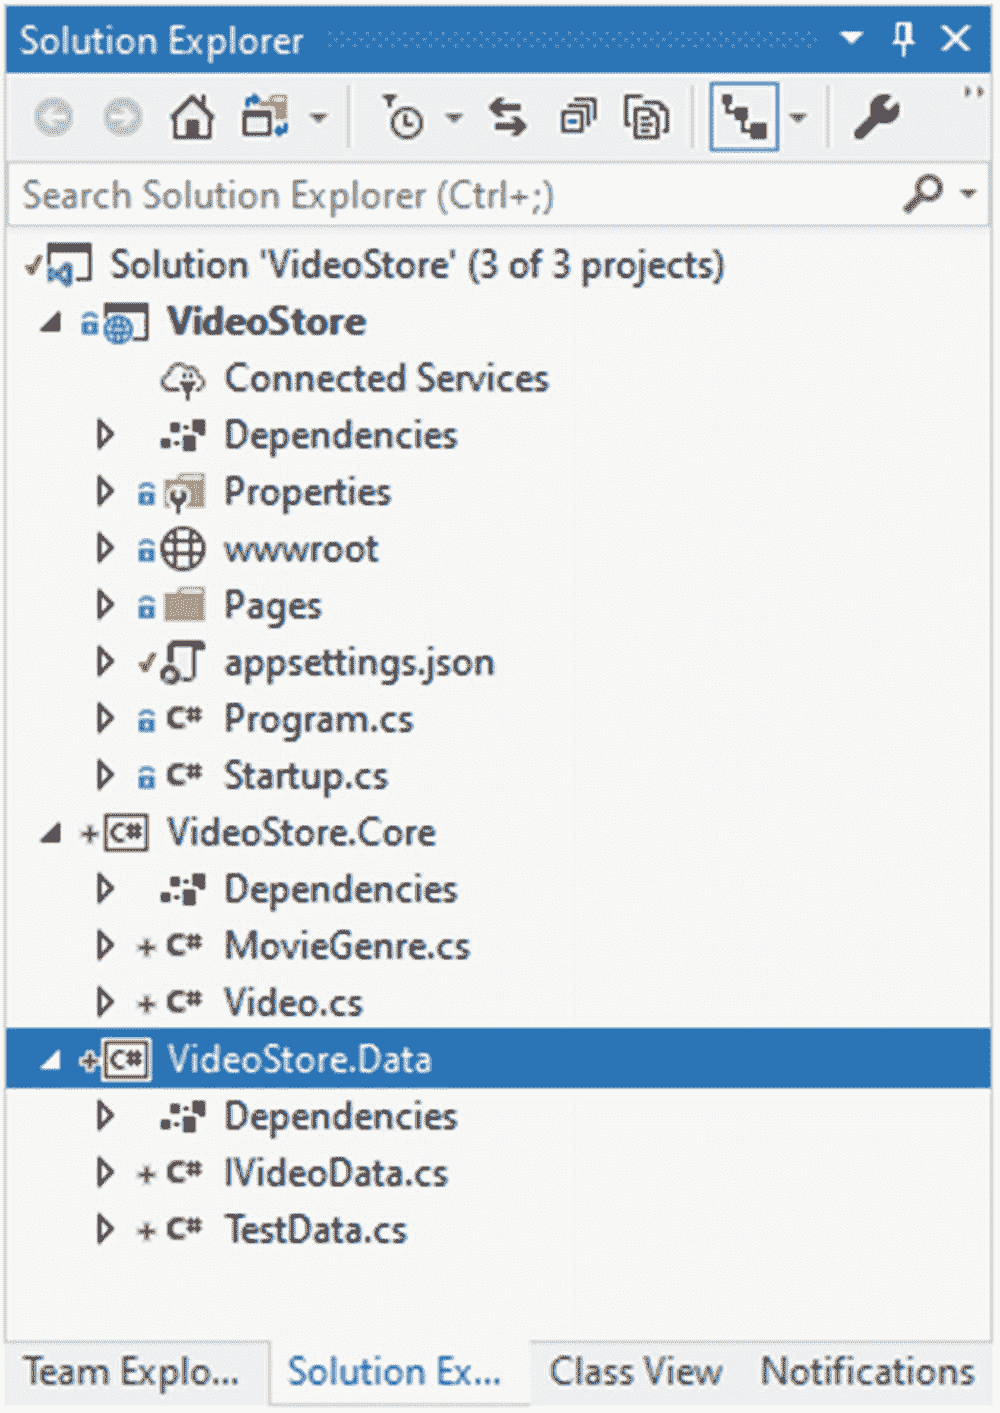 Solution Explorer
Search Solution Explorer (Ctrl+;)
Solution 'VideoStore' (3 of 3 projects)
VideoStore
Connected Services
Dependencies
Properties
wwwroot
Pages
appsettings.json
C# Program.cs
C# Startup.cs
C# VideoStore.Core
Dependencies
+ C# MovieGenre.cs
+ C# Video.cs
+ C# VideoStore.Data
Dependencies
+ C# IVideoData.cs
+ C# TestData.cs
Team Explo... Solution Ex... Class View Notifications